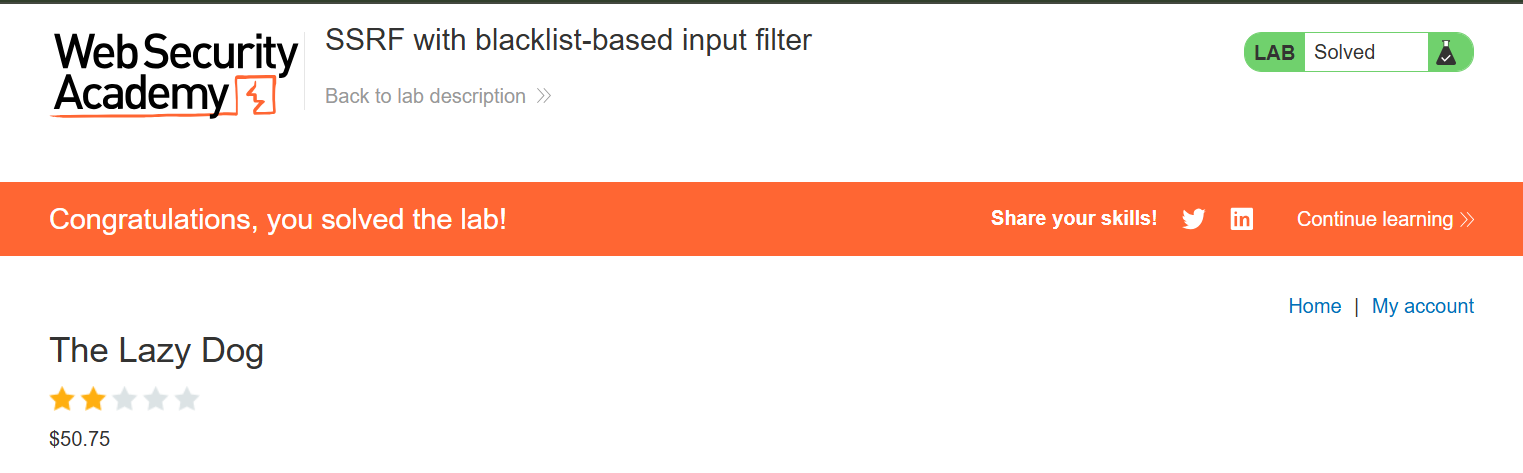 Web Security
Academy
SSRF with blacklist-based input filter
Back to lab description
LAB Solved
Congratulations, you solved the lab!
Share your skills!
Continue learning
Home | My account
The Lazy Dog
$50.75